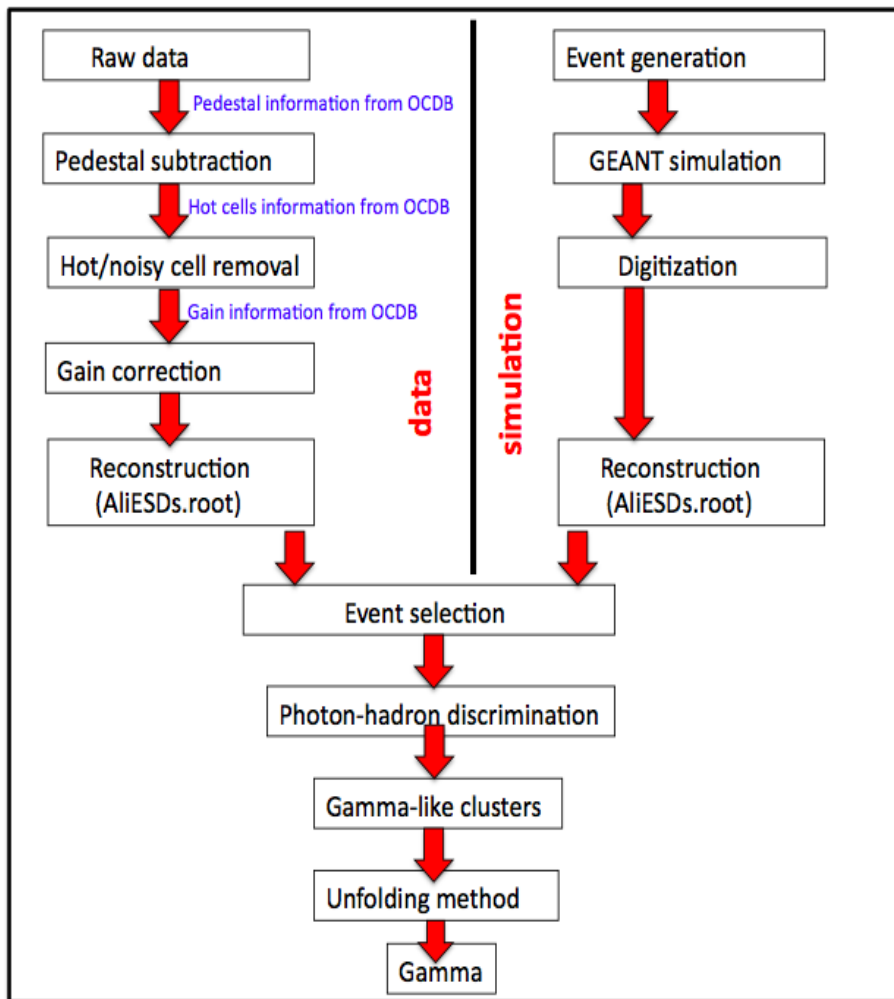 Raw data
Pedestal information from OCDB
Pedestal subtraction
Hot cells information from OCDB
Hot/noisy cell removal
Gain information from OCDB
Gain correction
Reconstruction
(AliESDs.root)
data
simulation
Event generation
GEANT simulation
Digitization
Reconstruction
(AliESDs.root)
Event selection
Photon-hadron discrimination
Gamma-like clusters
Unfolding method
Gamma